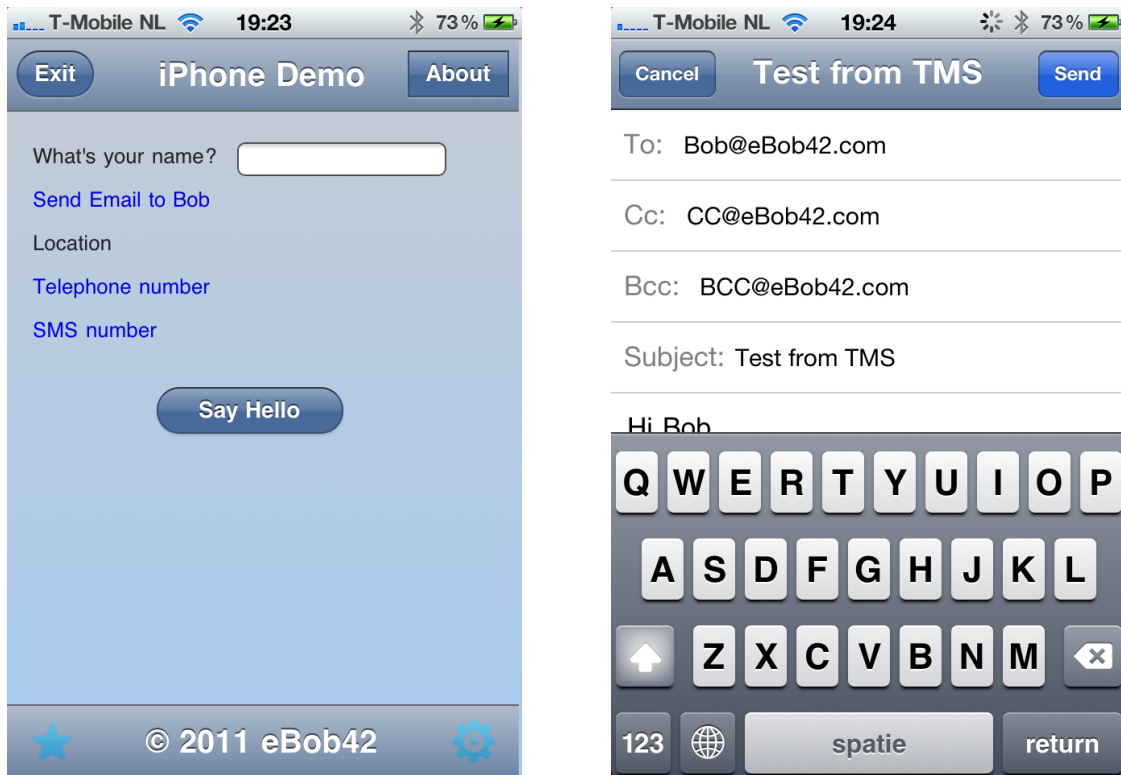 T-Mobile NL 19:23 73%
Exit iPhone Demo About
What's your name?
Send Email to Bob
Location
Telephone number
SMS number
Say Hello
© 2011 eBob42
T-Mobile NL 19:24 73%
Cancel Test from TMS Send
To: Bob@eBob42.com
Cc: CC@eBob42.com
Bcc: BCC@eBob42.com
Subject: Test from TMS
Hi Bob
Q W E R T Y U I O P
A S D F G H J K L
Z X C V B N M
123 spatie return